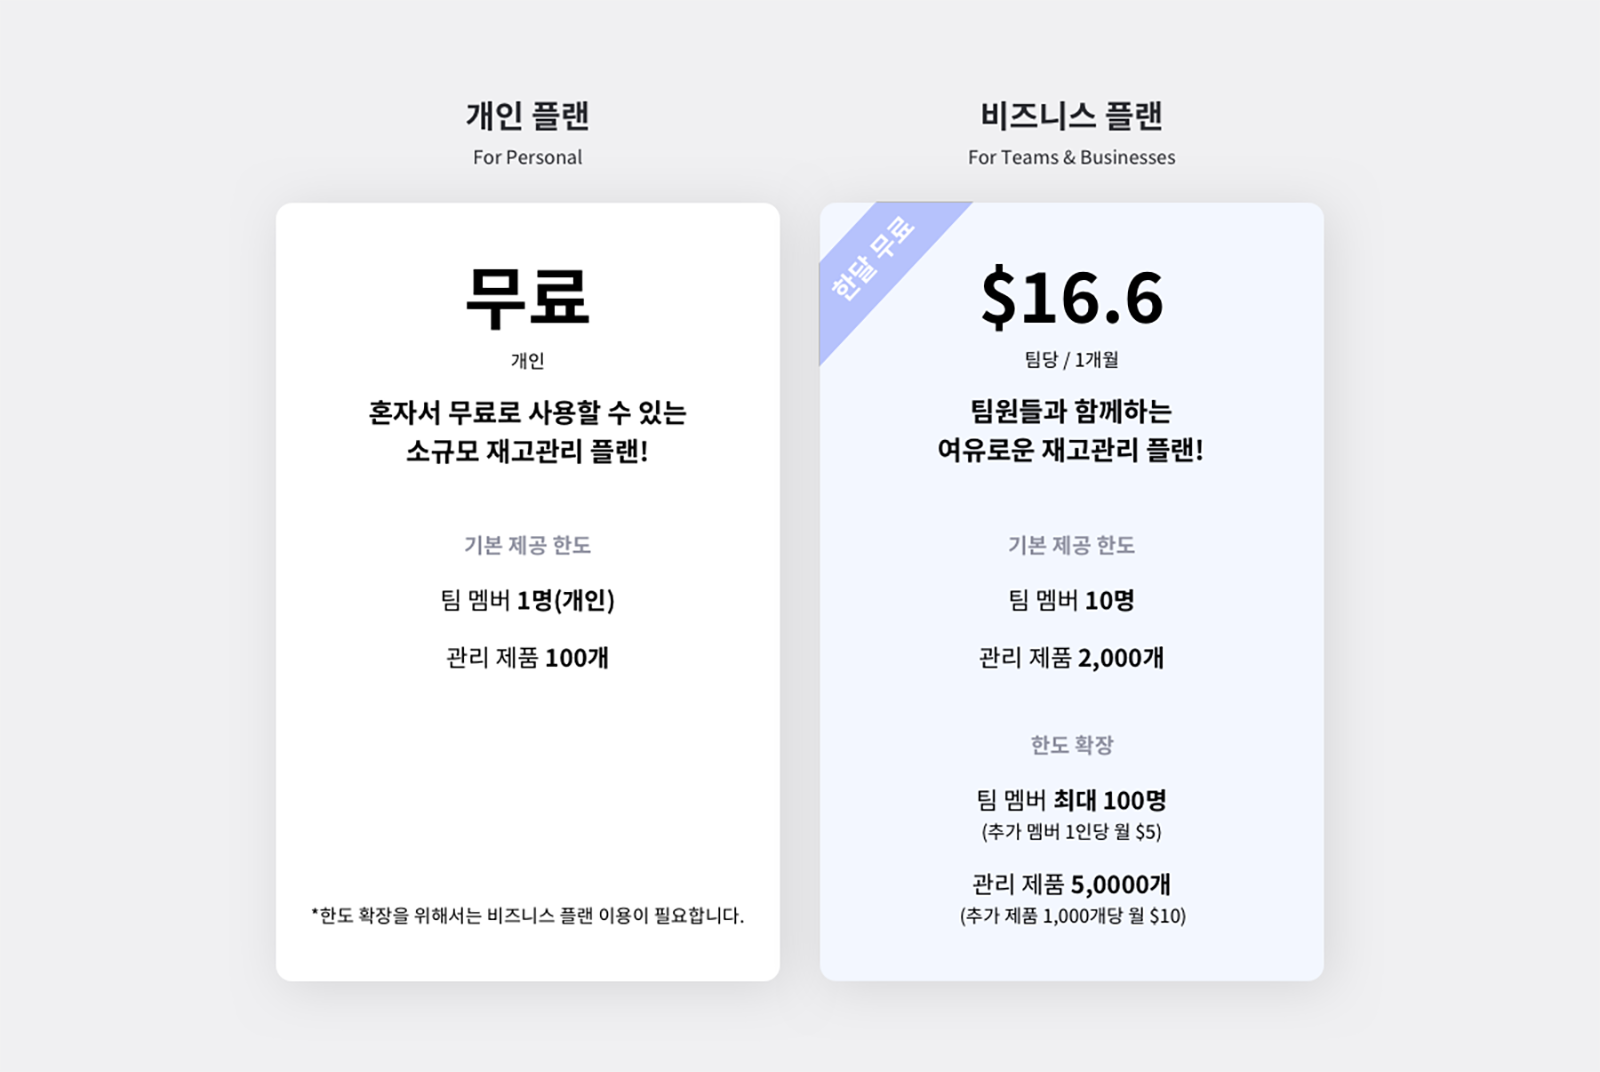 개인 플랜
For Personal
무료
개인
혼자서 무료로 사용할 수 있는
소규모 재고관리 플랜!
기본 제공 한도
팀 멤버 1명(개인)
관리 제품 100개
*한도 확장을 위해서는 비즈니스 플랜 이용이 필요합니다.
비즈니스 플랜
For Teams & Businesses
한달 무료
$16.6
팀당 / 1개월
팀원들과 함께하는
여유로운 재고관리 플랜!
기본 제공 한도
팀 멤버 10명
관리 제품 2,000개
한도 확장
팀 멤버 최대 100명
(추가 멤버 1인당 월 $5)
관리 제품 5,0000개
(추가 제품 1,000개당 월 $10)